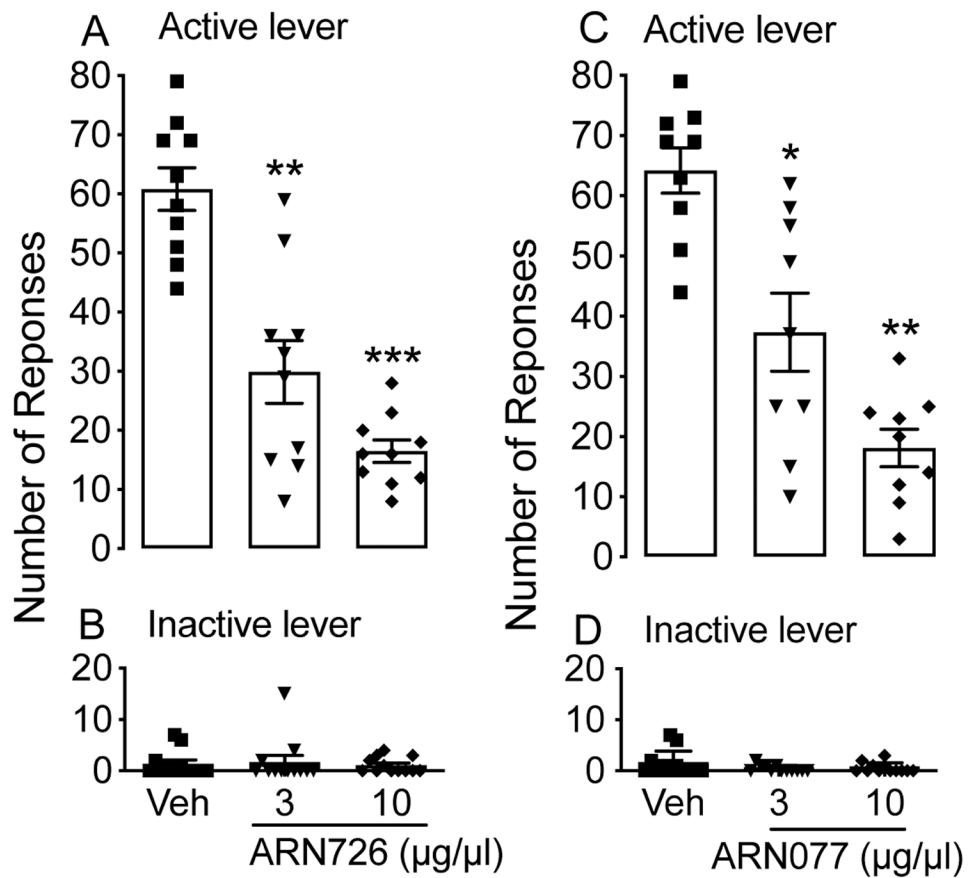 A Active lever
80
70
60
50
40
30
20
10
0
Number of Reponses
**
***
B Inactive lever
20
10
0
Veh 3 10
ARN726 (µg/µl)
C Active lever
80
70
60
50
40
30
20
10
0
Number of Reponses
*
**
D Inactive lever
20
10
0
Veh 3 10
ARN077 (µg/µl)